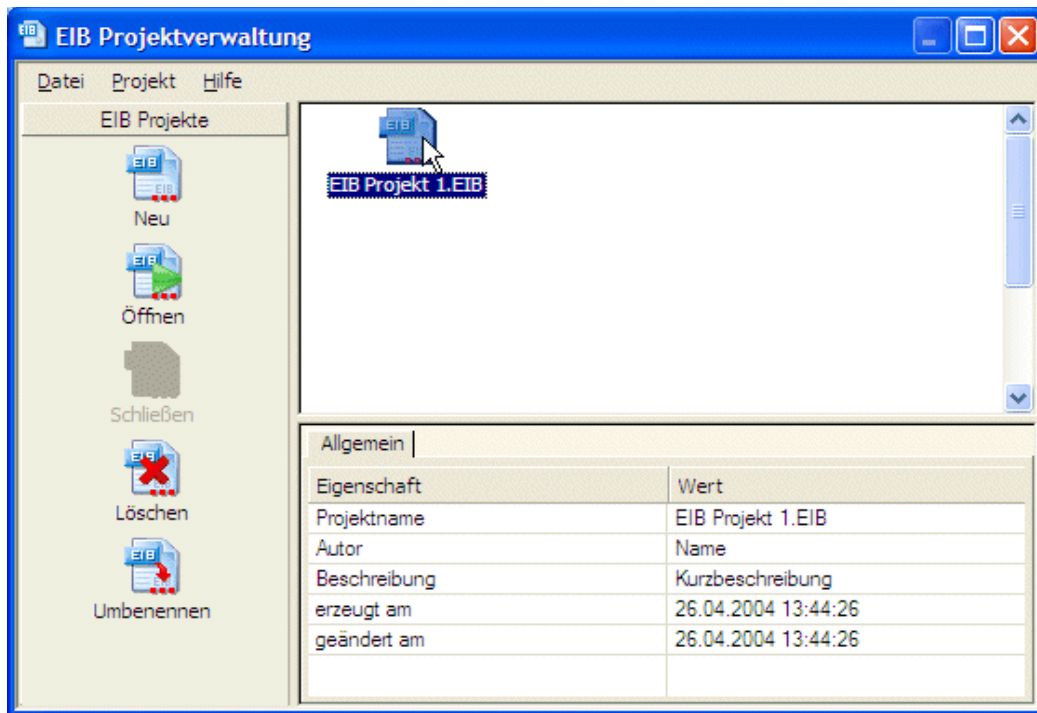 EIB Projektverwaltung
Datei Projekt Hilfe
EIB Projekte
Neu
Öffnen
Schließen
Löschen
Umbenennen
EIB Projekt 1.EIB
Allgemein
Eigenschaft Wert
Projektname EIB Projekt 1.EIB
Autor Name
Beschreibung Kurzbeschreibung
erzeugt am 26.04.2004 13:44:26
geändert am 26.04.2004 13:44:26